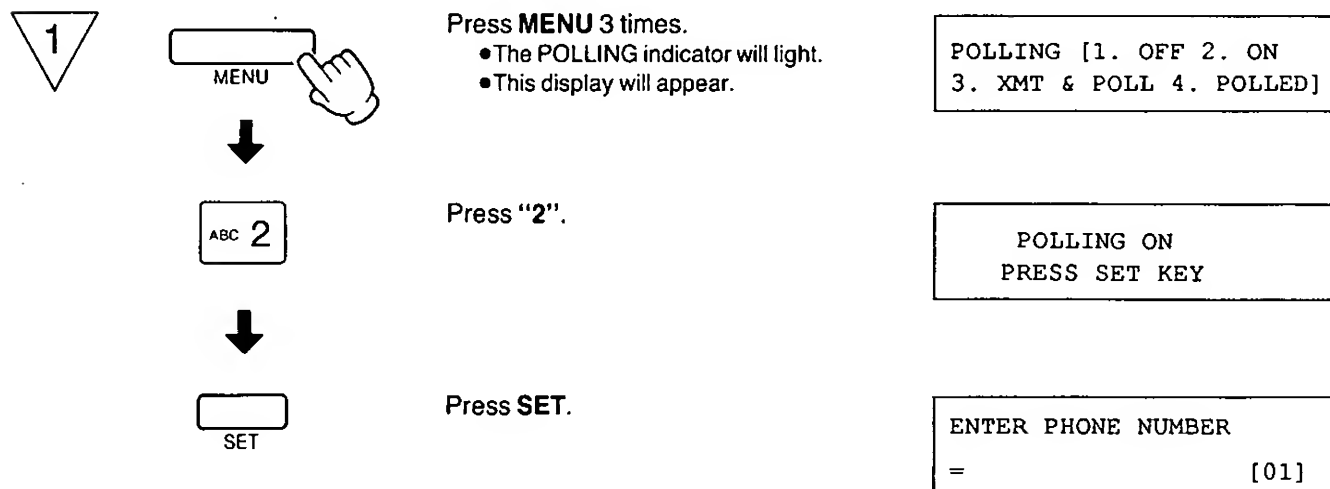 1
MENU
Press MENU 3 times.
●The POLLING indicator will light.
●This display will appear.
POLLING [1. OFF 2. ON
3. XMT & POLL 4. POLLED]
ABC 2
Press "2".
POLLING ON
PRESS SET KEY
SET
Press SET.
ENTER PHONE NUMBER
= [01]